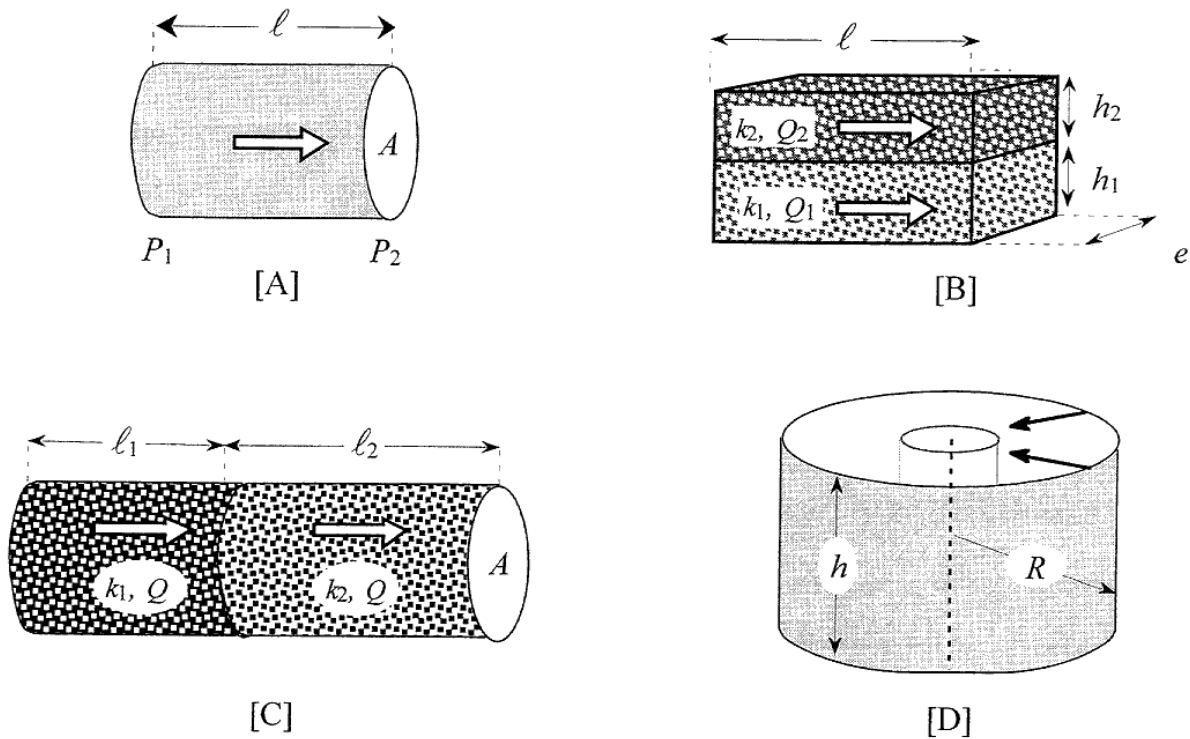 ℓ
A
P₁ P₂
[A]
ℓ
k₂, Q₂
h₂
k₁, Q₁
h₁
e
[B]
ℓ₁ ℓ₂
k₁, Q k₂, Q A
[C]
h R
[D]